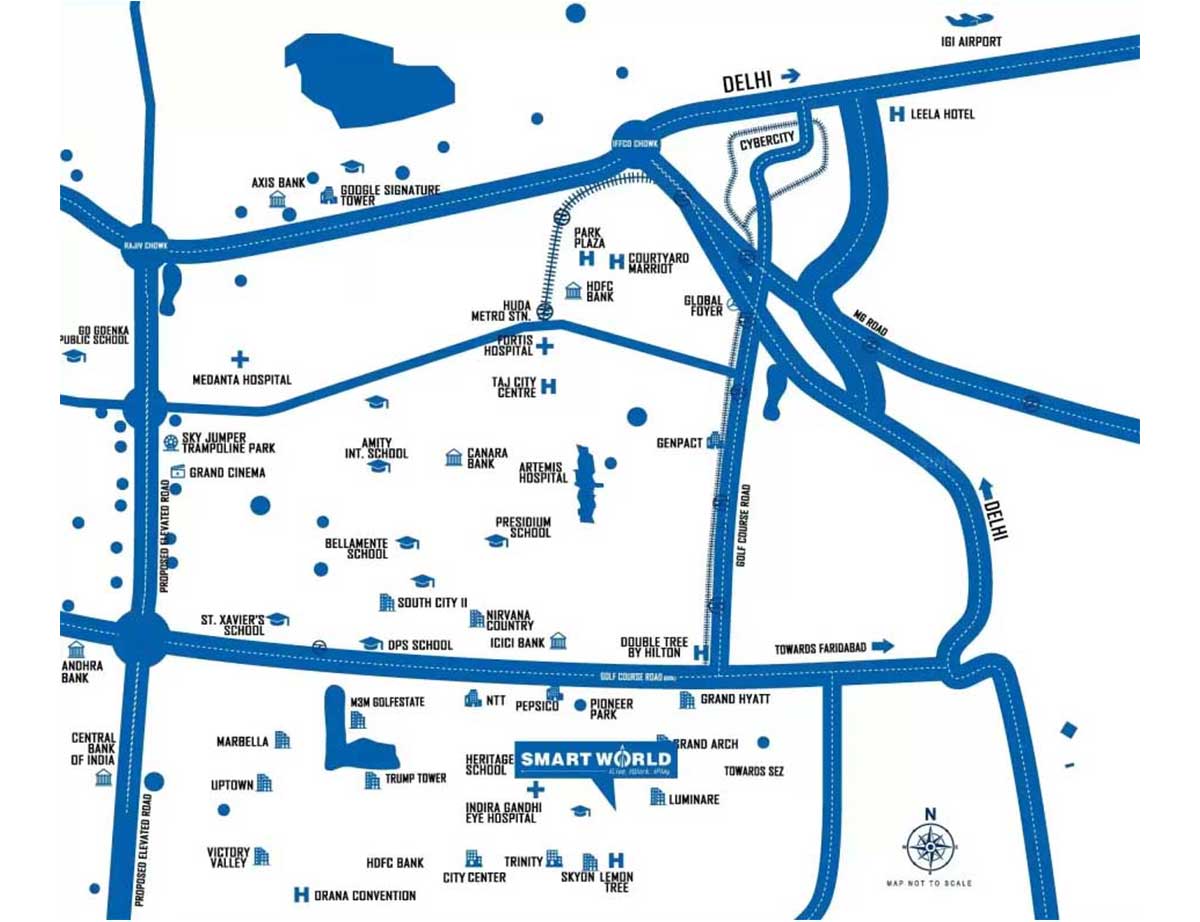 IGI AIRPORT
DELHI
LEELA HOTEL
CYBERCITY
IFFCO CHOWK
AXIS BANK
GOOGLE SIGNATURE
TOWER
RAJIV CHOWK
PARK
PLAZA
COURTYARD
MARRIOT
HDFC
BANK
GLOBAL
FOYER
HUDA
METRO STN.
MG ROAD
GD GOENKA
PUBLIC SCHOOL
FORTIS
HOSPITAL
MEDANTA HOSPITAL
TAJ CITY
CENTRE
SKY JUMPER
TRAMPOLINE PARK
GRAND CINEMA
AMITY
INT. SCHOOL
CANARA
BANK
GENPACT
ARTEMIS
HOSPITAL
PROPOSED ELEVATED ROAD
GOLF COURSE ROAD
DELHI
PRESIDIUM
SCHOOL
BELLAMENTE
SCHOOL
SOUTH CITY II
NIRVANA
COUNTRY
ST. XAVIER'S
SCHOOL
DPS SCHOOL
ICICI BANK
DOUBLE TREE
BY HILTON
TOWARDS FARIDABAD
ANDHRA
BANK
GOLF COURSE ROAD
M3M GOLFESTATE
NTT
PEPSICO
PIONEER
PARK
GRAND HYATT
CENTRAL
BANK
OF INDIA
MARBELLA
HERITAGE
SCHOOL
SMART WORLD
GRAND ARCH
TOWARDS SEZ
UPTOWN
TRUMP TOWER
INDIRA GANDHI
EYE HOSPITAL
LUMINARE
PROPOSED ELEVATED ROAD
N
VICTORY
VALLEY
HDFC BANK
CITY CENTER
TRINITY
SKYON
LEMON
TREE
MAP NOT TO SCALE
ORANA CONVENTION